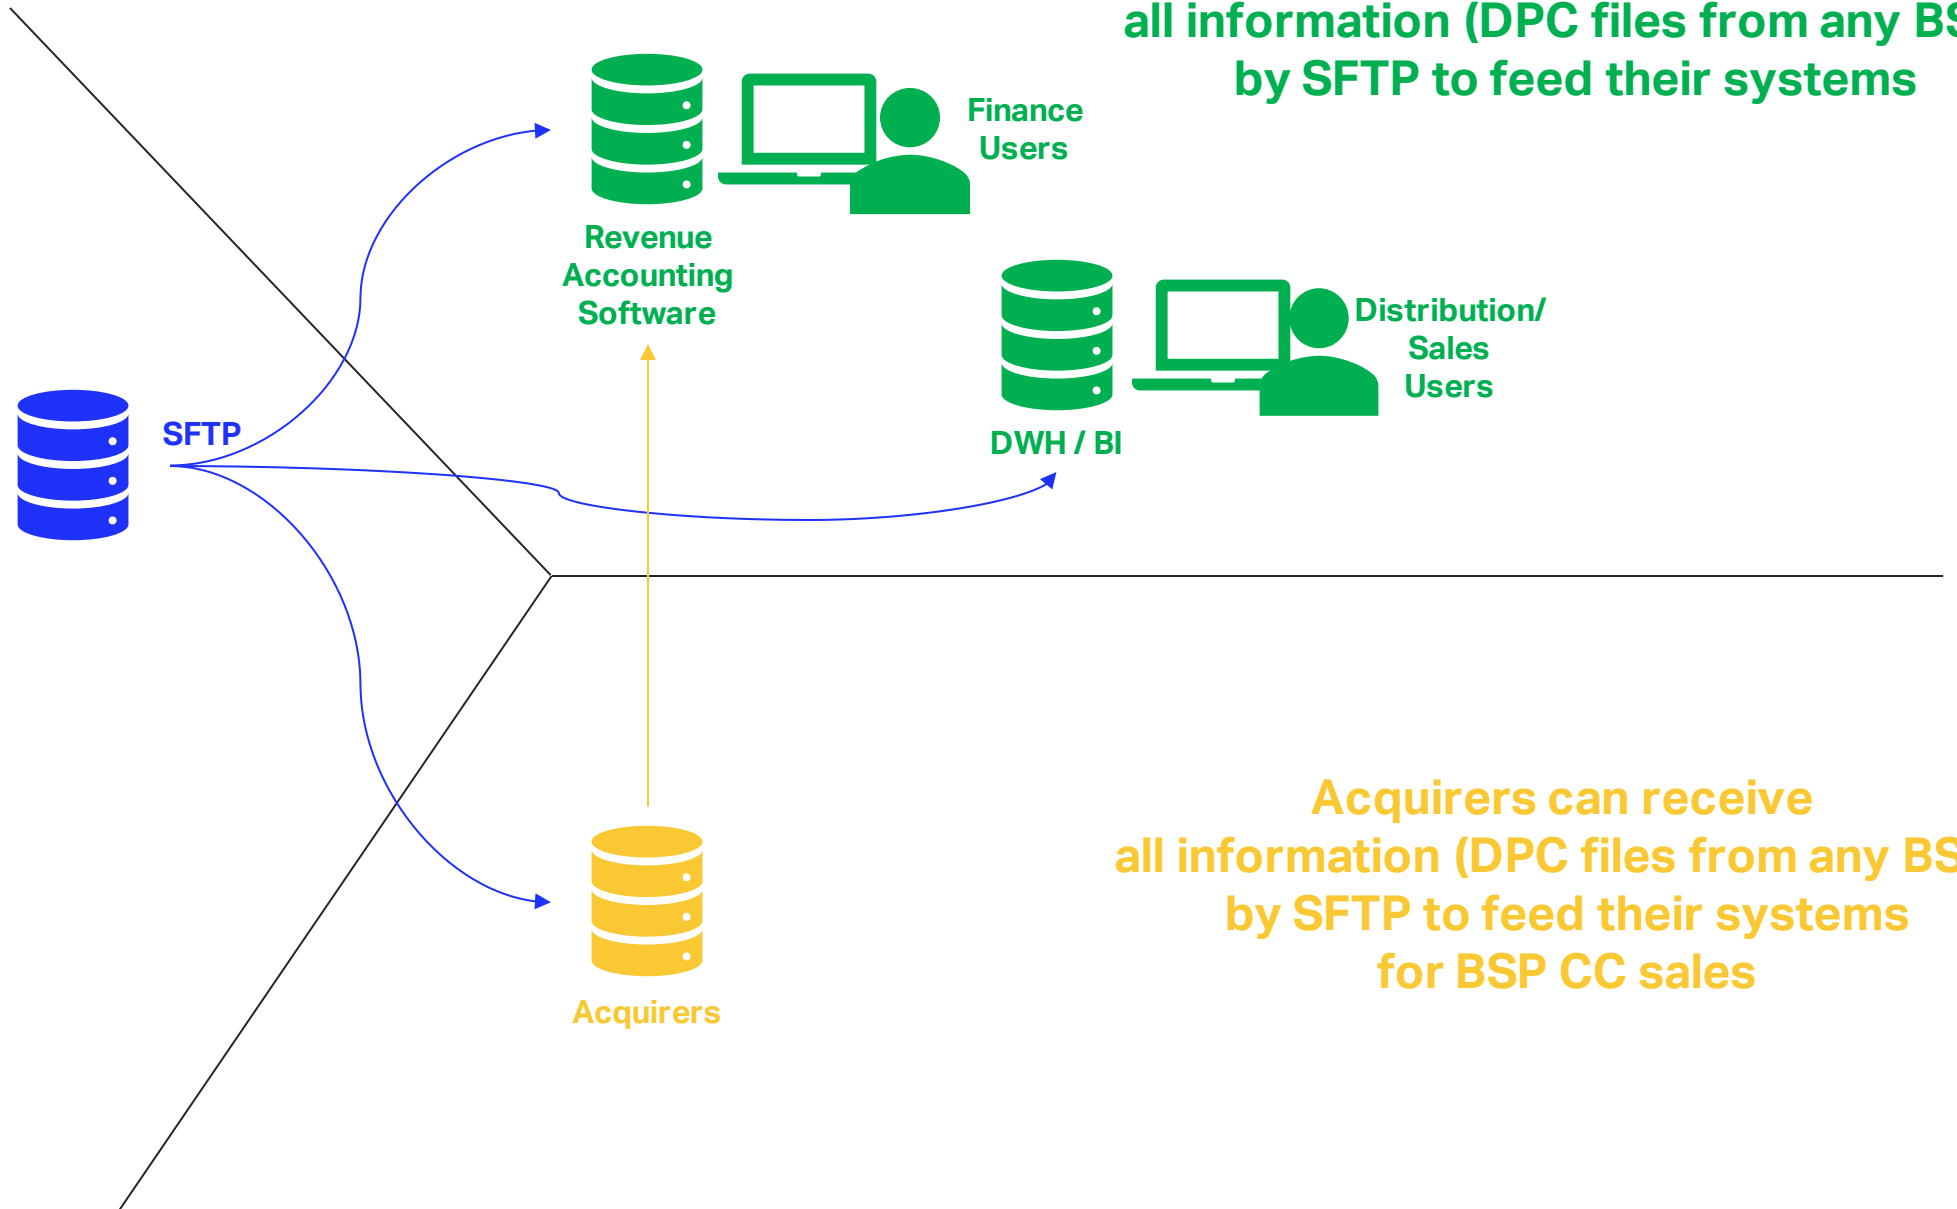 all information (DPC files from any
by SFTP to feed their systems
Finance
Users
Revenue
Accounting
Software
Distribution/
Sales
Users
DWH / BI
SFTP
Acquirers can receive
all information (DPC files from any
by SFTP to feed their systems
for BSP CC sales
Acquirers